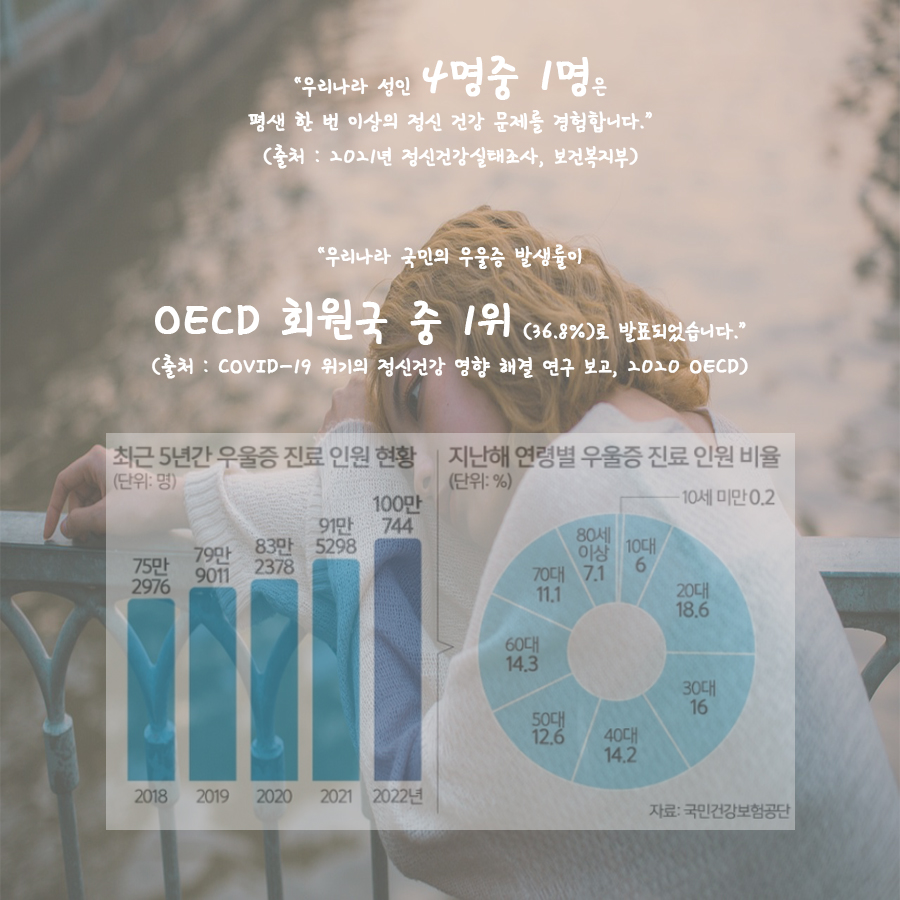 “우리나라 성인 4명중 1명은
평생 한 번 이상의 정신 건강 문제를 경험합니다.”
(출처 : 2021년 정신건강실태조사, 보건복지부)
“우리나라 국민의 우울증 발생률이
OECD 회원국 중 1위 (36.8%)로 발표되었습니다.”
(출처 : COVID-19 위기의 정신건강 영향 해결 연구 보고, 2020 OECD)
최근 5년간 우울증 진료 인원 현황
(단위: 명)
75만
2976
79만
9011
83만
2378
91만
5298
100만
744
2018 2019 2020 2021 2022년
지난해 연령별 우울증 진료 인원 비율
(단위: %)
10세 미만 0.2
10대
6
20대
18.6
30대
16
40대
14.2
50대
12.6
60대
14.3
70대
11.1
80세
이상
7.1
자료: 국민건강보험공단